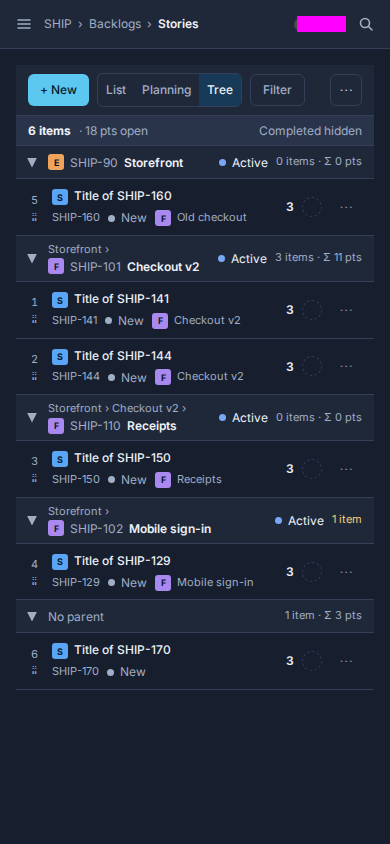 SHIP › Backlogs › Stories
+ New List Planning Tree Filter ···
6 items · 18 pts open Completed hidden
E SHIP-90 Storefront Active 0 items · Σ 0 pts
5 S Title of SHIP-160 3 ···
SHIP-160 New F Old checkout
Storefront ›
F SHIP-101 Checkout v2 Active 3 items · Σ 11 pts
1 S Title of SHIP-141 3 ···
SHIP-141 New F Checkout v2
2 S Title of SHIP-144 3 ···
SHIP-144 New F Checkout v2
Storefront › Checkout v2 ›
F SHIP-110 Receipts Active 0 items · Σ 0 pts
3 S Title of SHIP-150 3 ···
SHIP-150 New F Receipts
Storefront ›
F SHIP-102 Mobile sign-in Active 1 item
4 S Title of SHIP-129 3 ···
SHIP-129 New F Mobile sign-in
No parent 1 item · Σ 3 pts
6 S Title of SHIP-170 3 ···
SHIP-170 New